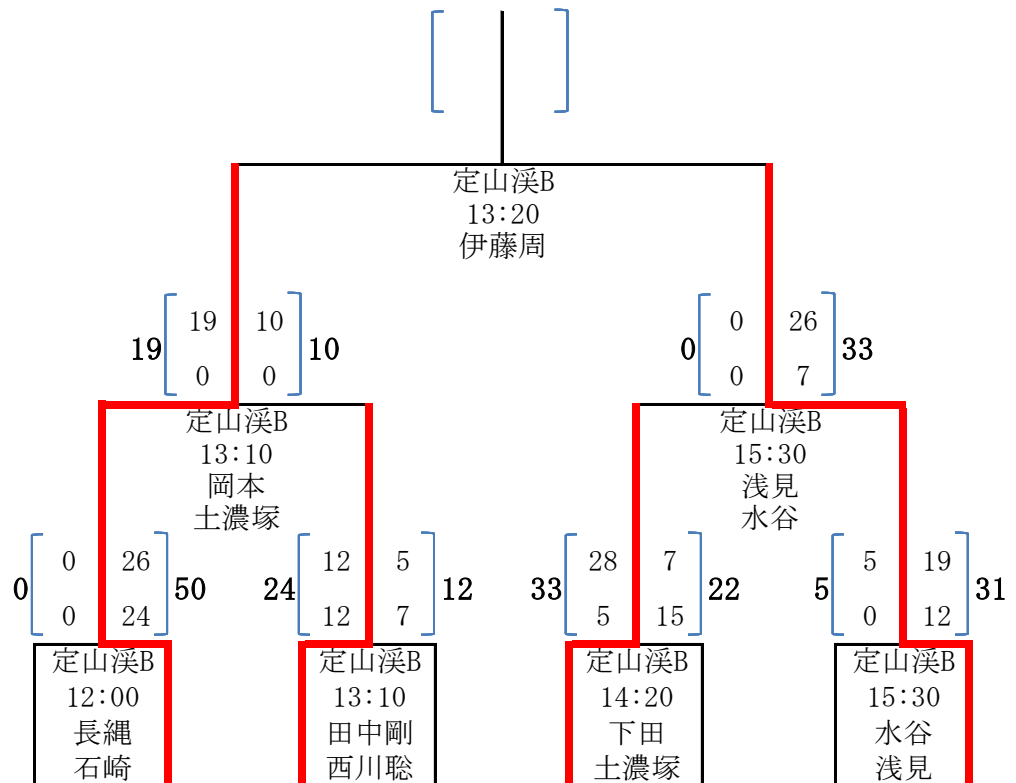 定山渓B
13:20
伊藤周
19 10 0 26
19 10 0 33
0 0 0 7
定山渓B 定山渓B
13:10 15:30
岡本 浅見
土濃塚 水谷
0 26 12 5 28 7 5 19
0 50 24 12 33 22 5 31
0 24 12 7 5 15 0 12
定山渓B 定山渓B 定山渓B 定山渓B
12:00 13:10 14:20 15:30
長縄 田中剛 下田 水谷
石崎 西川聡 土濃塚 浅見